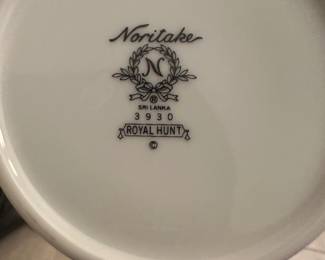 Noritake
N
®
SRI LANKA
3930
ROYAL HUNT
©